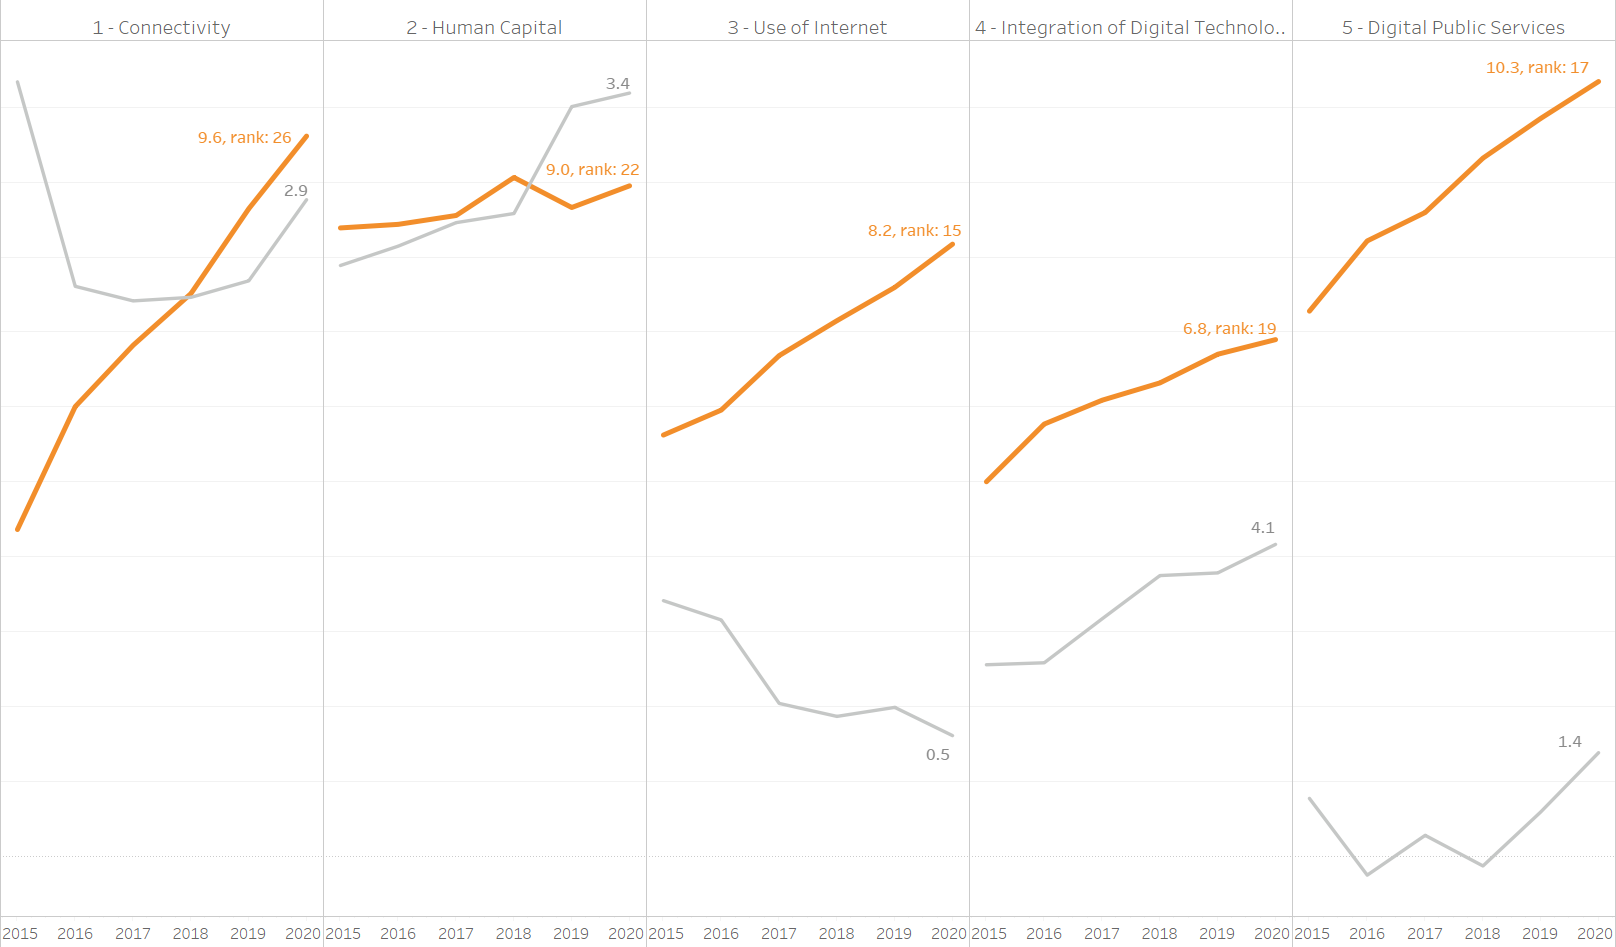 1 - Connectivity
2 - Human Capital
3 - Use of Internet
4 - Integration of Digital Technolo..
5 - Digital Public Services
9.6, rank: 26
2.9
3.4
9.0, rank: 22
8.2, rank: 15
0.5
6.8, rank: 19
4.1
10.3, rank: 17
1.4
2015 2016 2017 2018 2019 2020 2015 2016 2017 2018 2019 2020 2015 2016 2017 2018 2019 2020 2015 2016 2017 2018 2019 2020 2015 2016 2017 2018 2019 2020